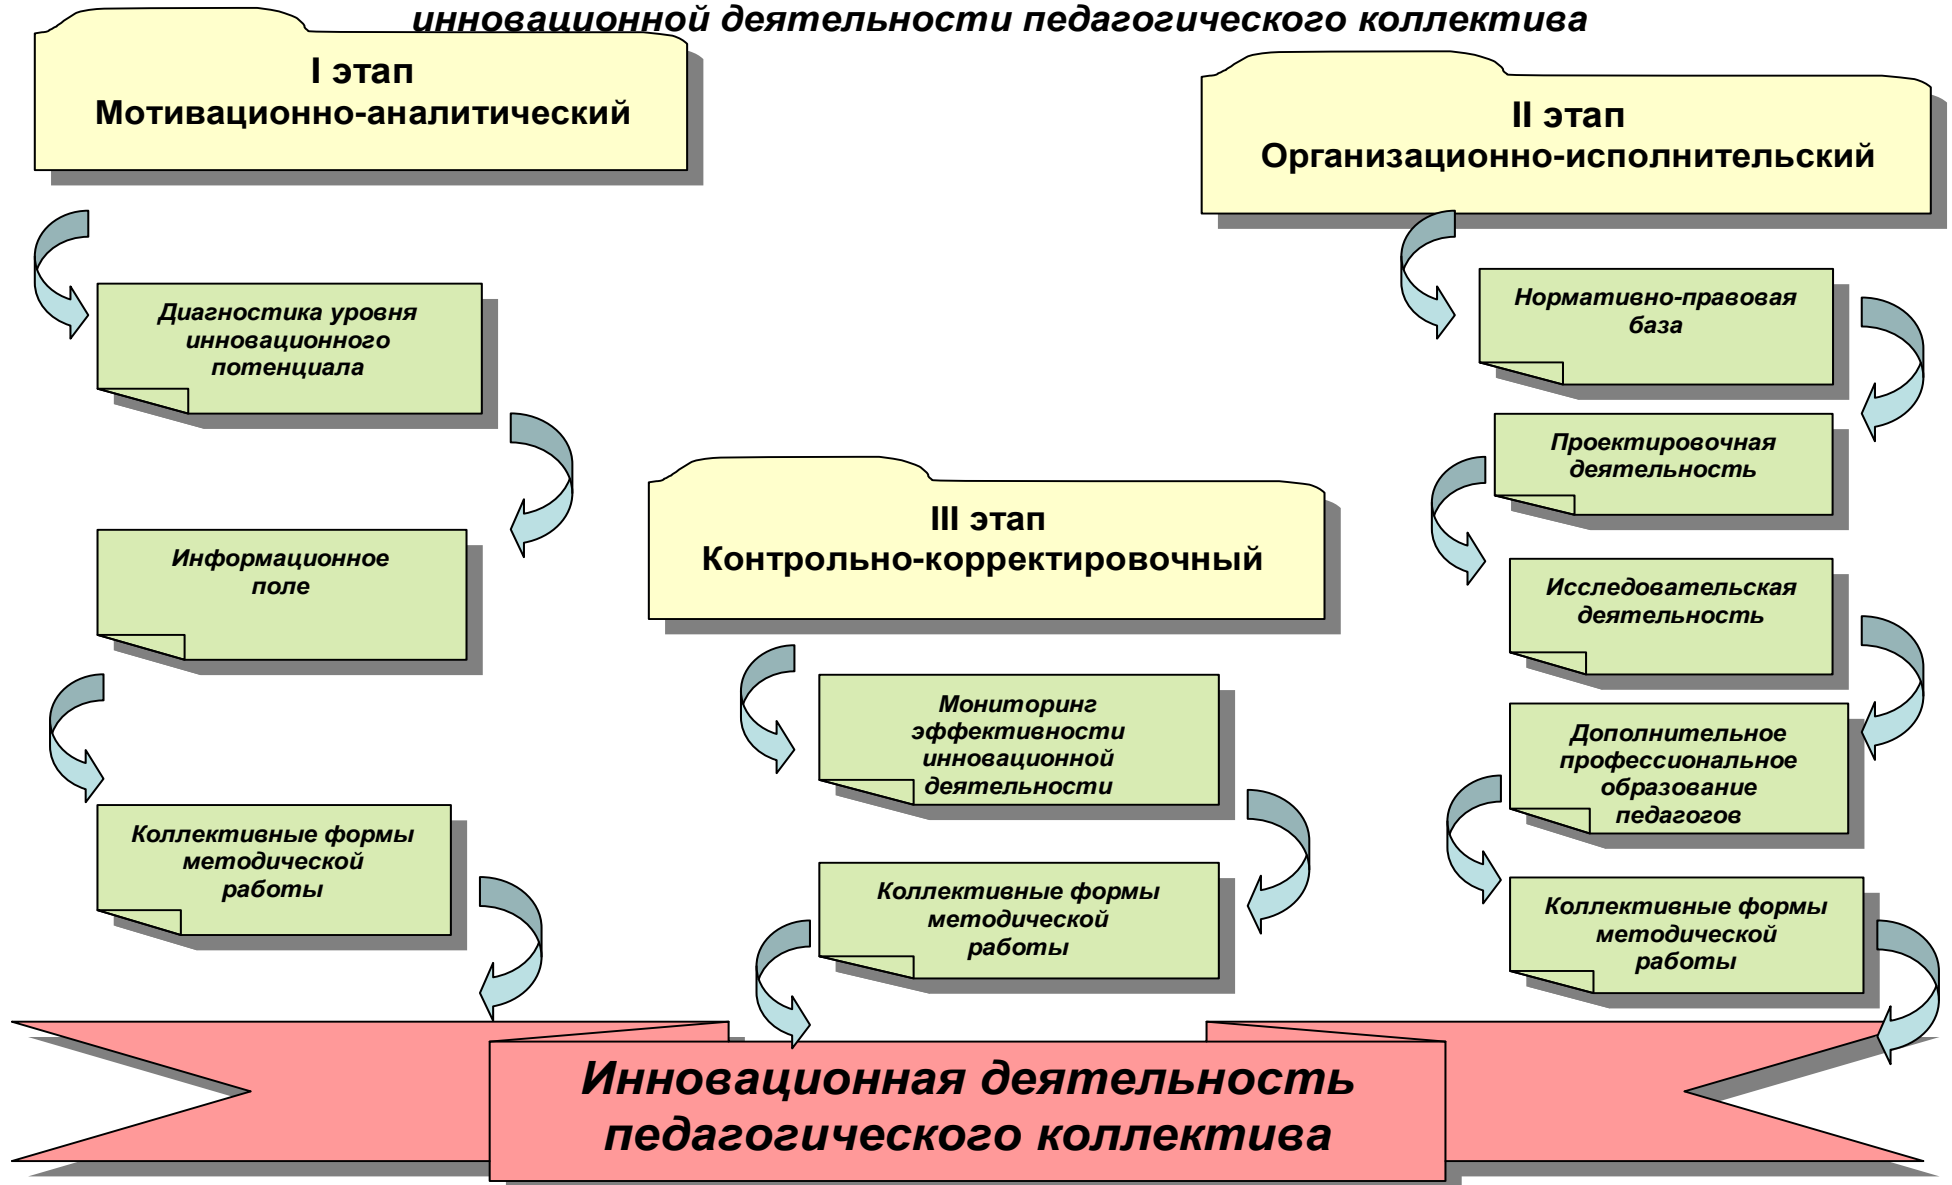 инновационной деятельности педагогического коллектива
I этап
Мотивационно-аналитический
Диагностика уровня
инновационного
потенциала
Информационное
поле
Коллективные формы
методической
работы
II этап
Организационно-исполнительский
Нормативно-правовая
база
Проектировочная
деятельность
Исследовательская
деятельность
Дополнительное
профессиональное
образование
педагогов
Коллективные формы
методической
работы
III этап
Контрольно-корректировочный
Мониторинг
эффективности
инновационной
деятельности
Коллективные формы
методической
работы
Инновационная деятельность
педагогического коллектива